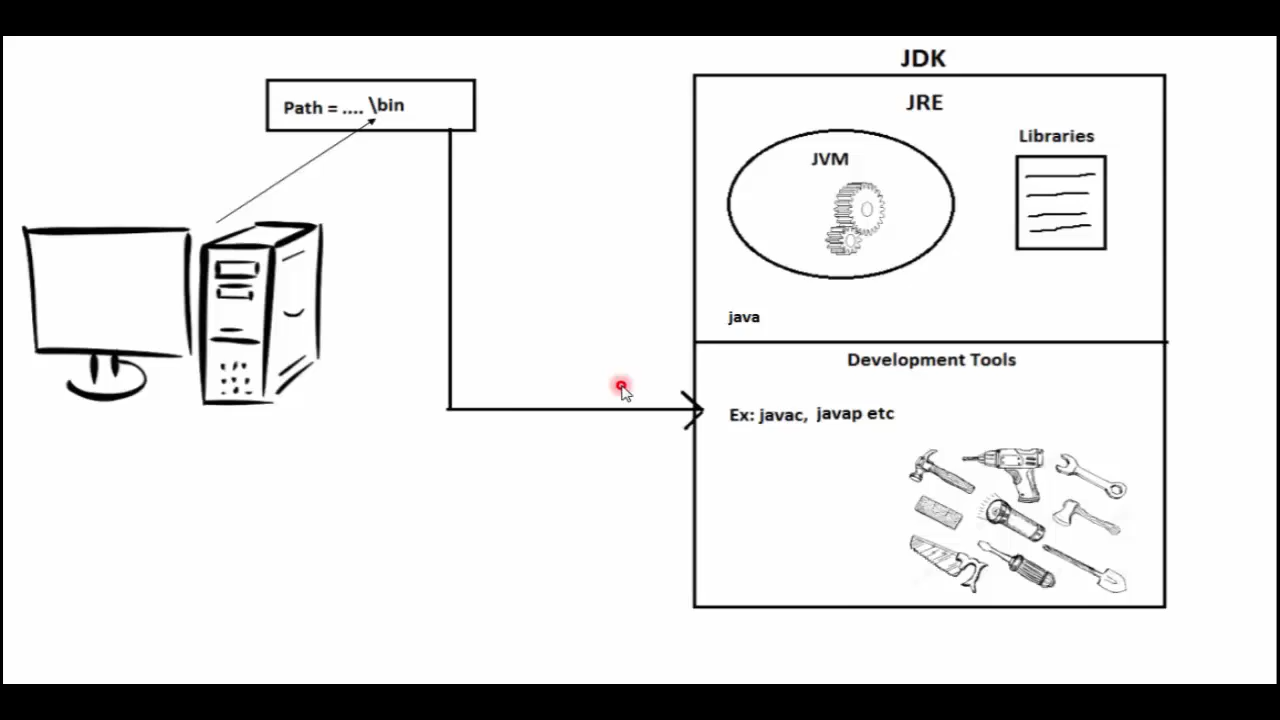 Path = .... \bin
JDK
JRE
Libraries
JVM
java
Development Tools
Ex: javac, javap etc